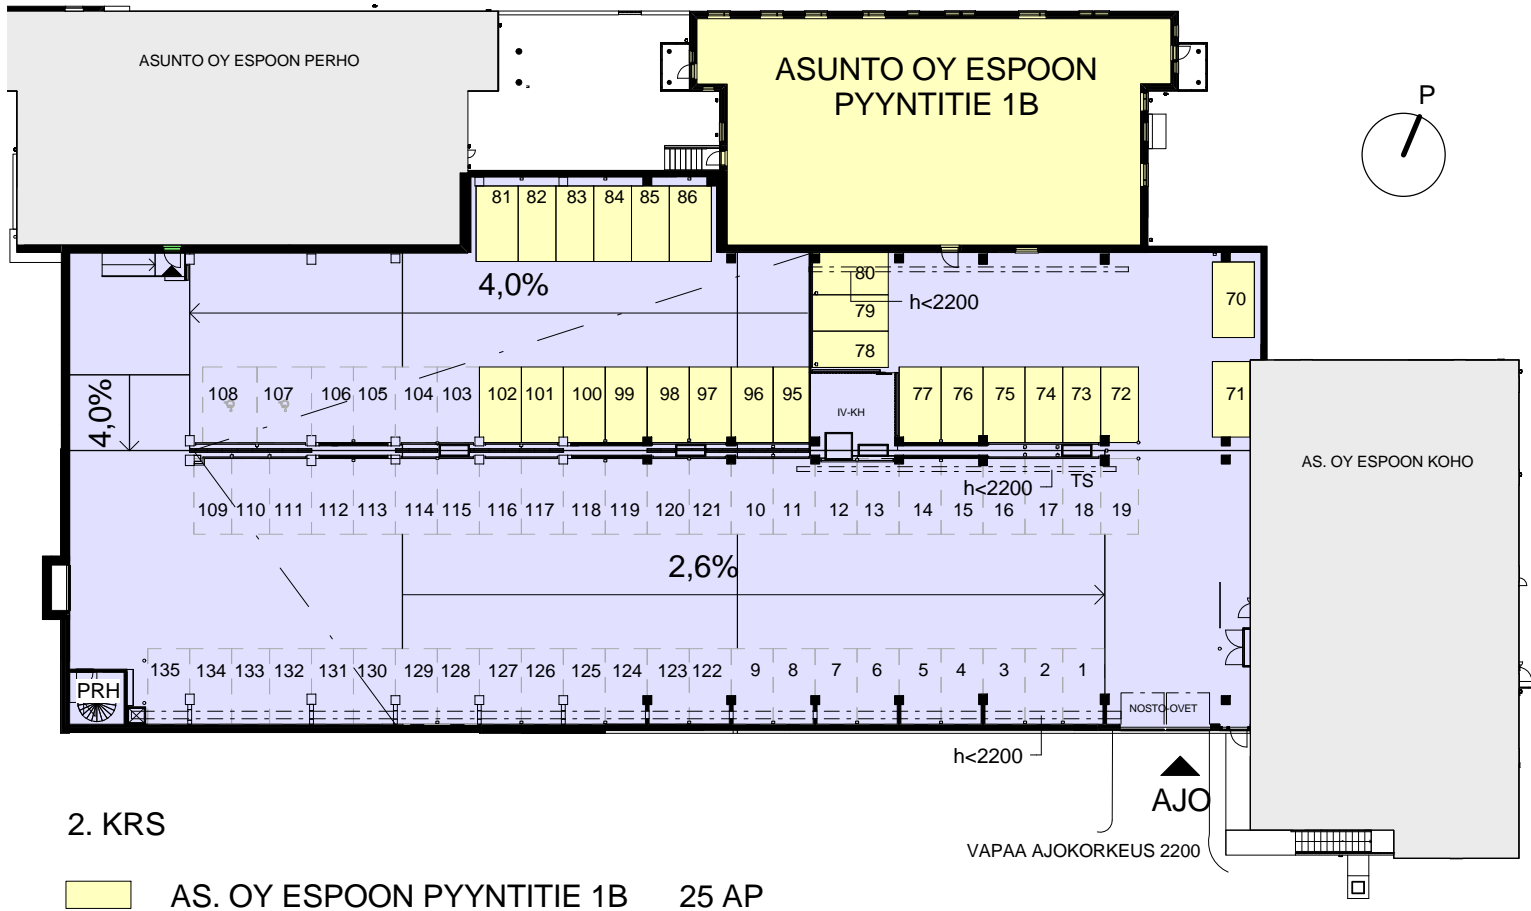 ASUNTO OY ESPOON PERHO
ASUNTO OY ESPOON
PYYNTITIE 1B
P
81 82 83 84 85 86
4,0%
80
h<2200
79
78
70
71
4,0%
108 107 106 105 104 103 102 101 100 99 98 97 96 95
IV-KH
77 76 75 74 73 72
AS. OY ESPOON KOHO
h<2200
TS
109 110 111 112 113 114 115 116 117 118 119 120 121 10 11 12 13 14 15 16 17 18 19
2,6%
135 134 133 132 131 130 129 128 127 126 125 124 123 122 9 8 7 6 5 4 3 2 1
PRH
NOSTO-OVET
h<2200
AJO
VAPAA AJOKORKEUS 2200
2. KRS
AS. OY ESPOON PYYNTITIE 1B 25 AP